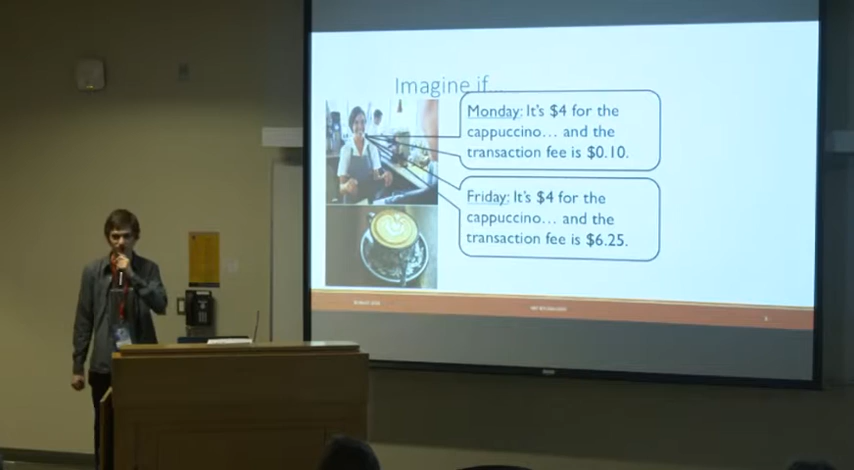 Imagine if...
Monday: It's $4 for the
cappuccino... and the
transaction fee is $0.10.
Friday: It's $4 for the
cappuccino... and the
transaction fee is $6.25.